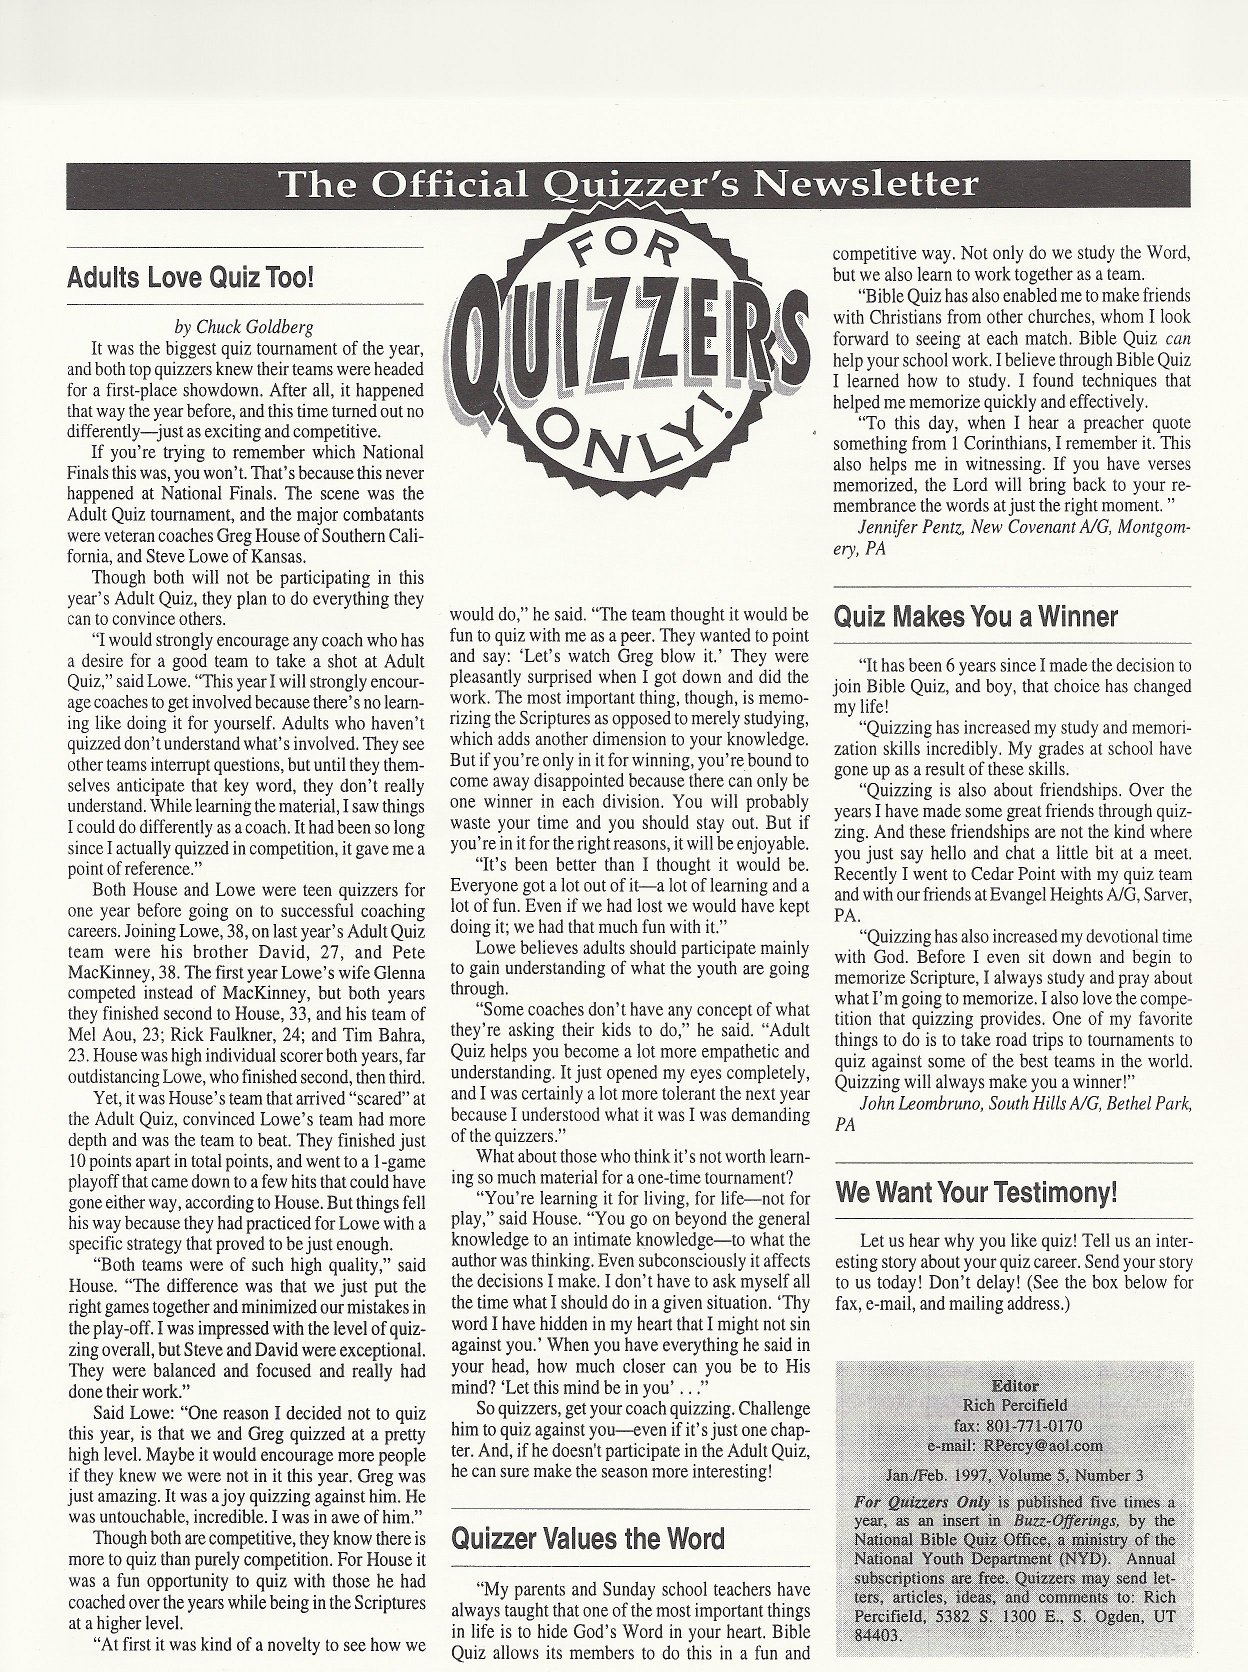 The Official Quizzer's Newsletter
FOR
QUIZZERS
ONLY!
Adults Love Quiz Too!
by Chuck Goldberg
It was the biggest quiz tournament of the year,
and both top quizzers knew their teams were headed
for a first-place showdown. After all, it happened
that way the year before, and this time turned out no
differently—just as exciting and competitive.
If you're trying to remember which National
Finals this was, you won't. That's because this never
happened at National Finals. The scene was the
Adult Quiz tournament, and the major combatants
were veteran coaches Greg House of Southern Cali-
fornia, and Steve Lowe of Kansas.
Though both will not be participating in this
year's Adult Quiz, they plan to do everything they
can to convince others.
“I would strongly encourage any coach who has
a desire for a good team to take a shot at Adult
Quiz,” said Lowe. “This year I will strongly encour-
age coaches to get involved because there's no learn-
ing like doing it for yourself. Adults who haven't
quizzed don't understand what's involved. They see
other teams interrupt questions, but until they them-
selves anticipate that key word, they don't really
understand. While learning the material, I saw things
I could do differently as a coach. It had been so long
since I actually quizzed in competition, it gave me a
point of reference.”
Both House and Lowe were teen quizzers for
one year before going on to successful coaching
careers. Joining Lowe, 38, on last year's Adult Quiz
team were his brother David, 27, and Pete
MacKinney, 38. The first year Lowe's wife Glenna
competed instead of MacKinney, but both years
they finished second to House, 33, and his team of
Mel Aou, 23; Rick Faulkner, 24; and Tim Bahra,
23. House was high individual scorer both years, far
outdistancing Lowe, who finished second, then third.
Yet, it was House's team that arrived “scared” at
the Adult Quiz, convinced Lowe's team had more
depth and was the team to beat. They finished just
10 points apart in total points, and went to a 1-game
playoff that came down to a few hits that could have
gone either way, according to House. But things fell
his way because they had practiced for Lowe with a
specific strategy that proved to be just enough.
“Both teams were of such high quality,” said
House. “The difference was that we just put the
right games together and minimized our mistakes in
the play-off. I was impressed with the level of quiz-
zing overall, but Steve and David were exceptional.
They were balanced and focused and really had
done their work.”
Said Lowe: “One reason I decided not to quiz
this year, is that we and Greg quizzed at a pretty
high level. Maybe it would encourage more people
if they knew we were not in it this year. Greg was
just amazing. It was a joy quizzing against him. He
was untouchable, incredible. I was in awe of him.”
Though both are competitive, they know there is
more to quiz than purely competition. For House it
was a fun opportunity to quiz with those he had
coached over the years while being in the Scriptures
at a higher level.
“At first it was kind of a novelty to see how we
would do,” he said. “The team thought it would be
fun to quiz with me as a peer. They wanted to point
and say: ‘Let's watch Greg blow it.’ They were
pleasantly surprised when I got down and did the
work. The most important thing, though, is memo-
rizing the Scriptures as opposed to merely studying,
which adds another dimension to your knowledge.
But if you're only in it for winning, you're bound to
come away disappointed because there can only be
one winner in each division. You will probably
waste your time and you should stay out. But if
you're in it for the right reasons, it will be enjoyable.
“It's been better than I thought it would be.
Everyone got a lot out of it—a lot of learning and a
lot of fun. Even if we had lost we would have kept
doing it; we had that much fun with it.”
Lowe believes adults should participate mainly
to gain understanding of what the youth are going
through.
“Some coaches don't have any concept of what
they're asking their kids to do,” he said. “Adult
Quiz helps you become a lot more empathetic and
understanding. It just opened my eyes completely,
and I was certainly a lot more tolerant the next year
because I understood what it was I was demanding
of the quizzers.”
What about those who think it's not worth learn-
ing so much material for a one-time tournament?
“You're learning it for living, for life—not for
play,” said House. “You go on beyond the general
knowledge to an intimate knowledge—to what the
author was thinking. Even subconsciously it affects
the decisions I make. I don't have to ask myself all
the time what I should do in a given situation. ‘Thy
word I have hidden in my heart that I might not sin
against you.’ When you have everything he said in
your head, how much closer can you be to His
mind? ‘Let this mind be in you’ . . .”
So quizzers, get your coach quizzing. Challenge
him to quiz against you—even if it's just one chap-
ter. And, if he doesn't participate in the Adult Quiz,
he can sure make the season more interesting!
Quizzer Values the Word
“My parents and Sunday school teachers have
always taught that one of the most important things
in life is to hide God's Word in your heart. Bible
Quiz allows its members to do this in a fun and
competitive way. Not only do we study the Word,
but we also learn to work together as a team.
“Bible Quiz has also enabled me to make friends
with Christians from other churches, whom I look
forward to seeing at each match. Bible Quiz can
help your school work. I believe through Bible Quiz
I learned how to study. I found techniques that
helped me memorize quickly and effectively.
“To this day, when I hear a preacher quote
something from 1 Corinthians, I remember it. This
also helps me in witnessing. If you have verses
memorized, the Lord will bring back to your re-
membrance the words at just the right moment. ”
Jennifer Pentz, New Covenant A/G, Montgom-
ery, PA
Quiz Makes You a Winner
“It has been 6 years since I made the decision to
join Bible Quiz, and boy, that choice has changed
my life!
“Quizzing has increased my study and memori-
zation skills incredibly. My grades at school have
gone up as a result of these skills.
“Quizzing is also about friendships. Over the
years I have made some great friends through quiz-
zing. And these friendships are not the kind where
you just say hello and chat a little bit at a meet.
Recently I went to Cedar Point with my quiz team
and with our friends at Evangel Heights A/G, Sarver,
PA.
“Quizzing has also increased my devotional time
with God. Before I even sit down and begin to
memorize Scripture, I always study and pray about
what I'm going to memorize. I also love the compe-
tition that quizzing provides. One of my favorite
things to do is to take road trips to tournaments to
quiz against some of the best teams in the world.
Quizzing will always make you a winner!”
John Leombruno, South Hills A/G, Bethel Park,
PA
We Want Your Testimony!
Let us hear why you like quiz! Tell us an inter-
esting story about your quiz career. Send your story
to us today! Don't delay! (See the box below for
fax, e-mail, and mailing address.)
Editor
Rich Percifield
fax: 801-771-0170
e-mail: RPercy@aol.com
Jan./Feb. 1997, Volume 5, Number 3
For Quizzers Only is published five times a
year, as an insert in Buzz-Offerings, by the
National Bible Quiz Office, a ministry of the
National Youth Department (NYD). Annual
subscriptions are free. Quizzers may send let-
ters, articles, ideas, and comments to: Rich
Percifield, 5382 S. 1300 E., S. Ogden, UT
84403.